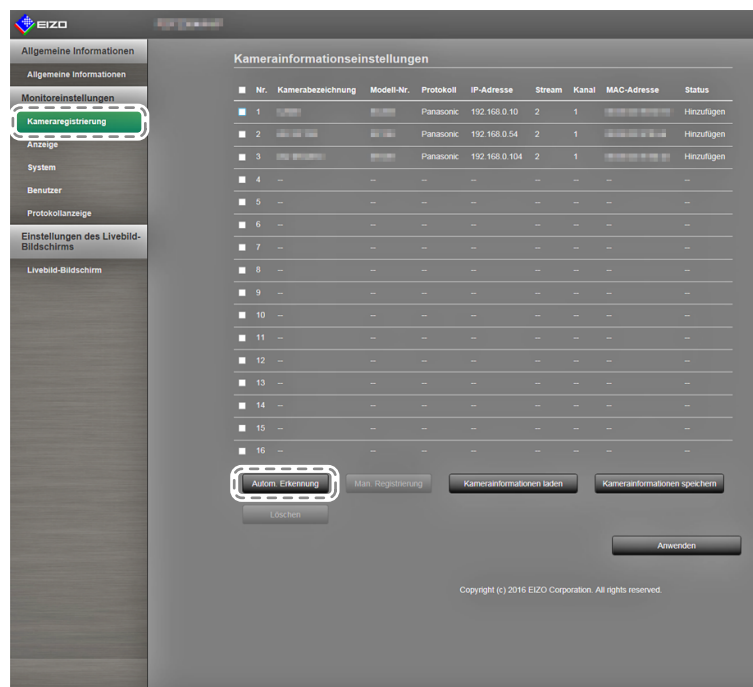 EIZO
Allgemeine Informationen
Allgemeine Informationen
Monitoreinstellungen
Kameraregistrierung
Anzeige
System
Benutzer
Protokollanzeige
Einstellungen des Livebild-
Bildschirms
Livebild-Bildschirm
Kamerainformationseinstellungen
Nr. Kamerabezeichnung Modell-Nr. Protokoll IP-Adresse Stream Kanal MAC-Adresse Status
1 Panasonic 192.168.0.10 2 1 Hinzufügen
2 Panasonic 192.168.0.54 2 1 Hinzufügen
3 Panasonic 192.168.0.104 2 1 Hinzufügen
4 -- -- -- -- -- -- -- --
5 -- -- -- -- -- -- -- --
6 -- -- -- -- -- -- -- --
7 -- -- -- -- -- -- -- --
8 -- -- -- -- -- -- -- --
9 -- -- -- -- -- -- -- --
10 -- -- -- -- -- -- -- --
11 -- -- -- -- -- -- -- --
12 -- -- -- -- -- -- -- --
13 -- -- -- -- -- -- -- --
14 -- -- -- -- -- -- -- --
15 -- -- -- -- -- -- -- --
16 -- -- -- -- -- -- -- --
Autom. Erkennung Man. Registrierung Kamerainformationen laden Kamerainformationen speichern
Löschen
Anwenden
Copyright (c) 2016 EIZO Corporation. All rights reserved.